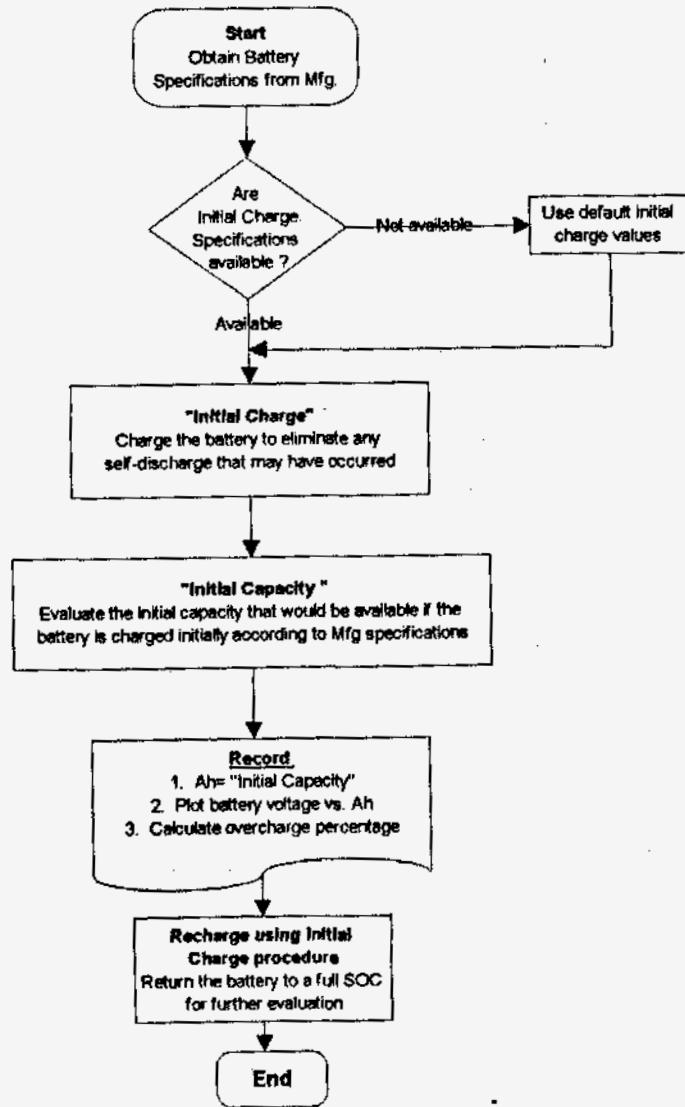 Start
Obtain Battery
Specifications from Mfg.
Are
Initial Charge
Specifications
available ?
Not available
Use default initial
charge values
Available
"Initial Charge"
Charge the battery to eliminate any
self-discharge that may have occurred
"Initial Capacity "
Evaluate the initial capacity that would be available if the
battery is charged initially according to Mfg specifications
Record
1. Ah= "Initial Capacity"
2. Plot battery voltage vs. Ah
3. Calculate overcharge percentage
Recharge using Initial
Charge procedure
Return the battery to a full SOC
for further evaluation
End